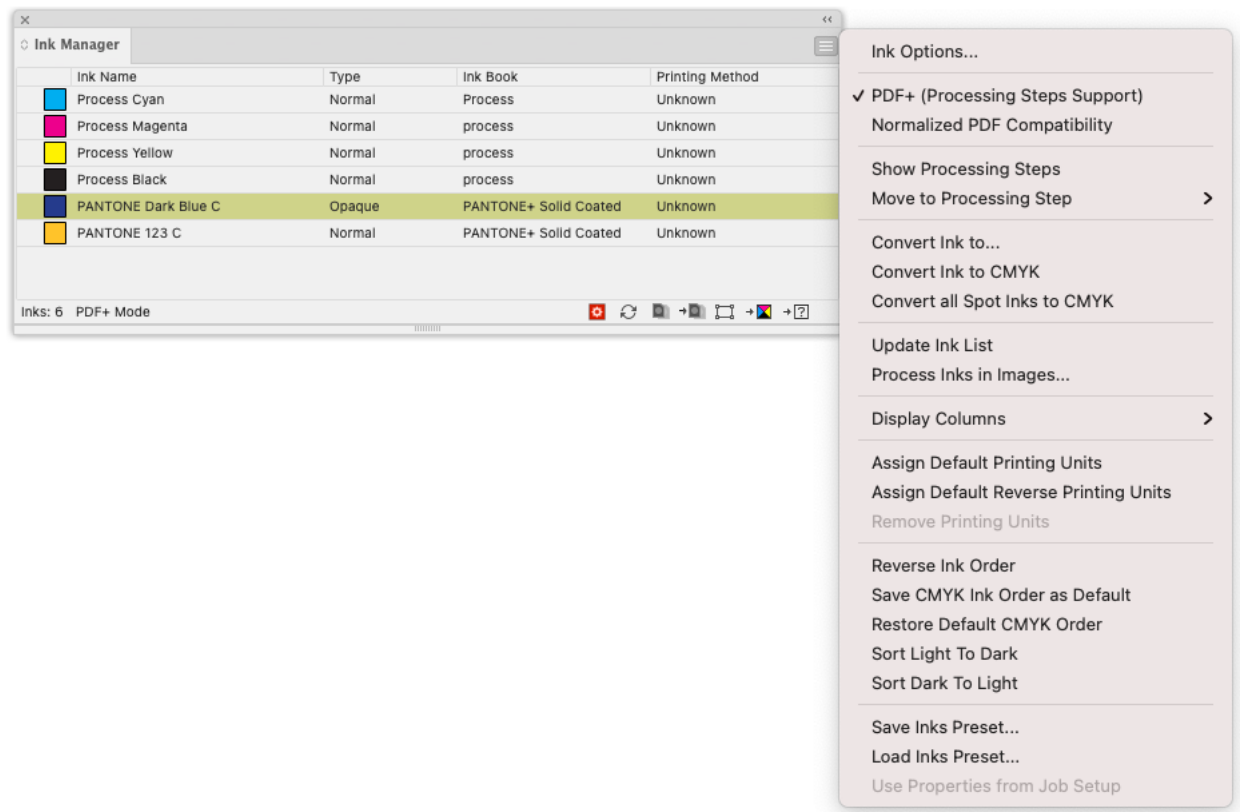 Ink Manager
Ink Name Type Ink Book Printing Method
Process Cyan Normal Process Unknown
Process Magenta Normal process Unknown
Process Yellow Normal process Unknown
Process Black Normal process Unknown
PANTONE Dark Blue C Opaque PANTONE+ Solid Coated Unknown
PANTONE 123 C Normal PANTONE+ Solid Coated Unknown
Inks: 6 PDF+ Mode
Ink Options...
PDF+ (Processing Steps Support)
Normalized PDF Compatibility
Show Processing Steps
Move to Processing Step
Convert Ink to...
Convert Ink to CMYK
Convert all Spot Inks to CMYK
Update Ink List
Process Inks in Images...
Display Columns
Assign Default Printing Units
Assign Default Reverse Printing Units
Remove Printing Units
Reverse Ink Order
Save CMYK Ink Order as Default
Restore Default CMYK Order
Sort Light To Dark
Sort Dark To Light
Save Inks Preset...
Load Inks Preset...
Use Properties from Job Setup